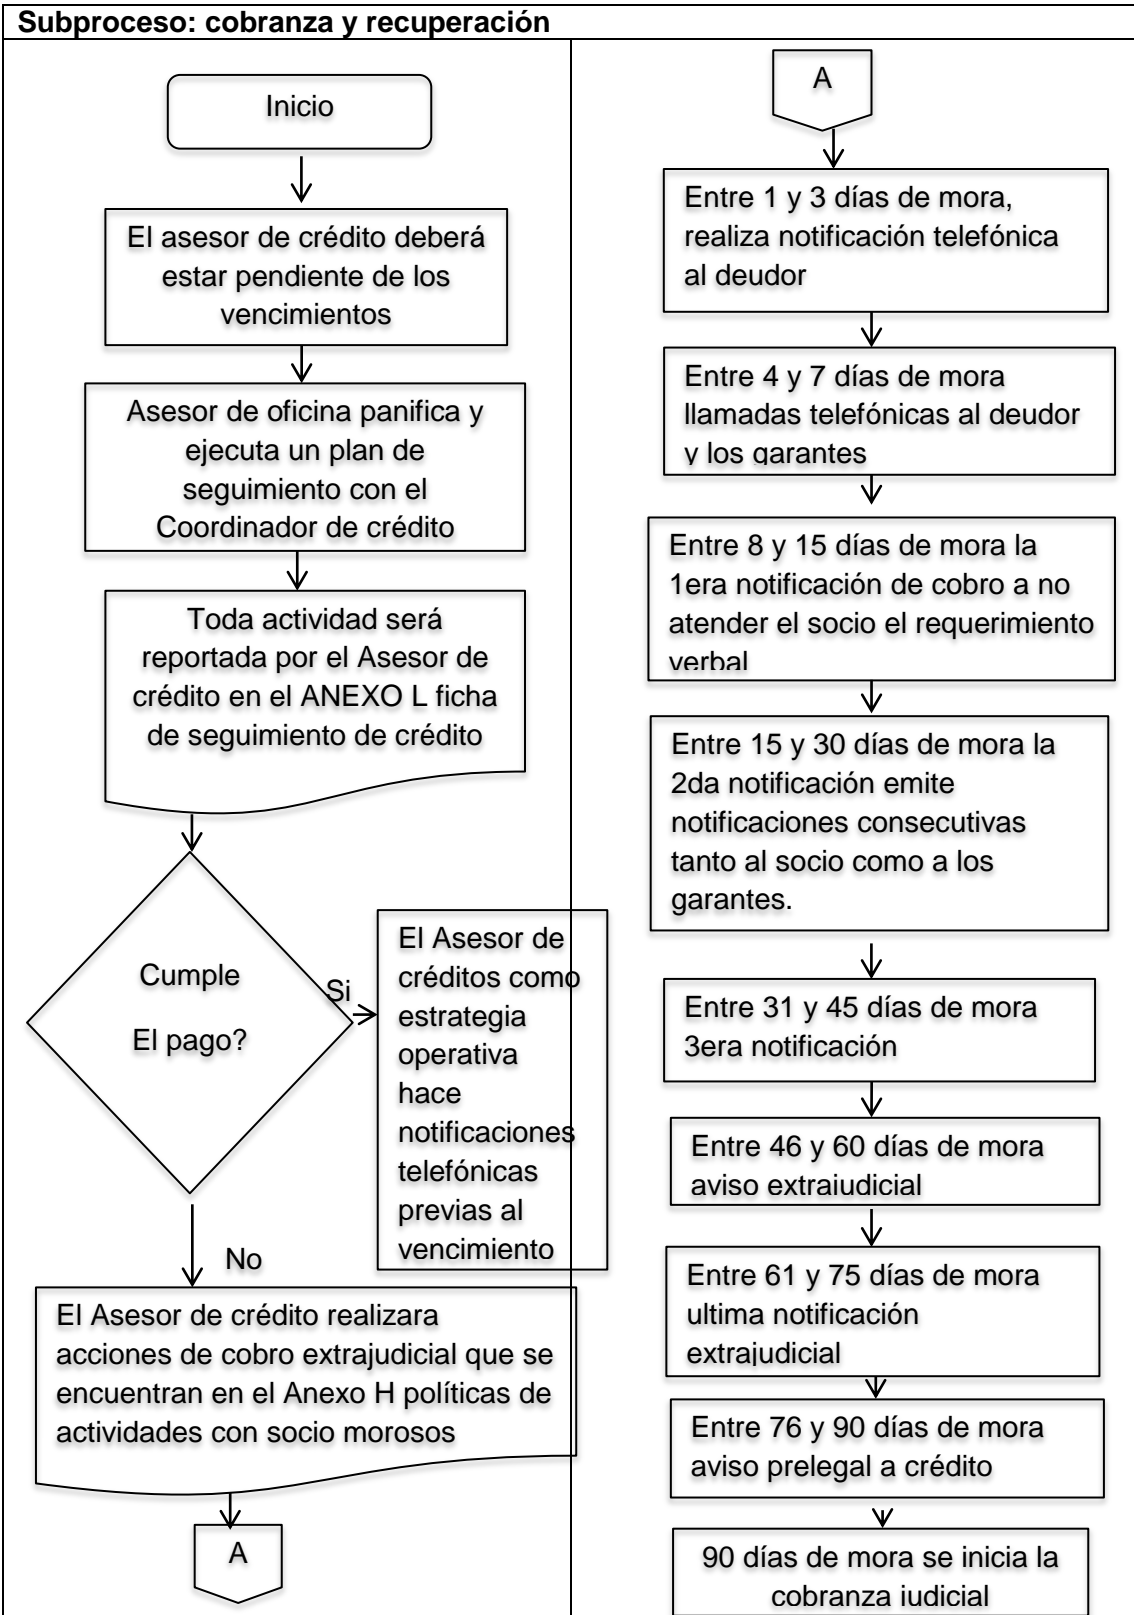 Subproceso: cobranza y recuperación
Inicio
El asesor de crédito deberá
estar pendiente de los
vencimientos
Asesor de oficina panifica y
ejecuta un plan de
seguimiento con el
Coordinador de crédito
Toda actividad será
reportada por el Asesor de
crédito en el ANEXO L ficha
de seguimiento de crédito
Cumple
El pago?
Si
El Asesor de
créditos como
estrategia
operativa
hace
notificaciones
telefónicas
previas al
vencimiento
No
El Asesor de crédito realizara
acciones de cobro extrajudicial que se
encuentran en el Anexo H políticas de
actividades con socio morosos
A
A
Entre 1 y 3 días de mora,
realiza notificación telefónica
al deudor
Entre 4 y 7 días de mora
llamadas telefónicas al deudor
y los garantes
Entre 8 y 15 días de mora la
1era notificación de cobro a no
atender el socio el requerimiento
verbal
Entre 15 y 30 días de mora la
2da notificación emite
notificaciones consecutivas
tanto al socio como a los
garantes.
Entre 31 y 45 días de mora
3era notificación
Entre 46 y 60 días de mora
aviso extrajudicial
Entre 61 y 75 días de mora
ultima notificación
extrajudicial
Entre 76 y 90 días de mora
aviso prelegal a crédito
90 días de mora se inicia la
cobranza judicial